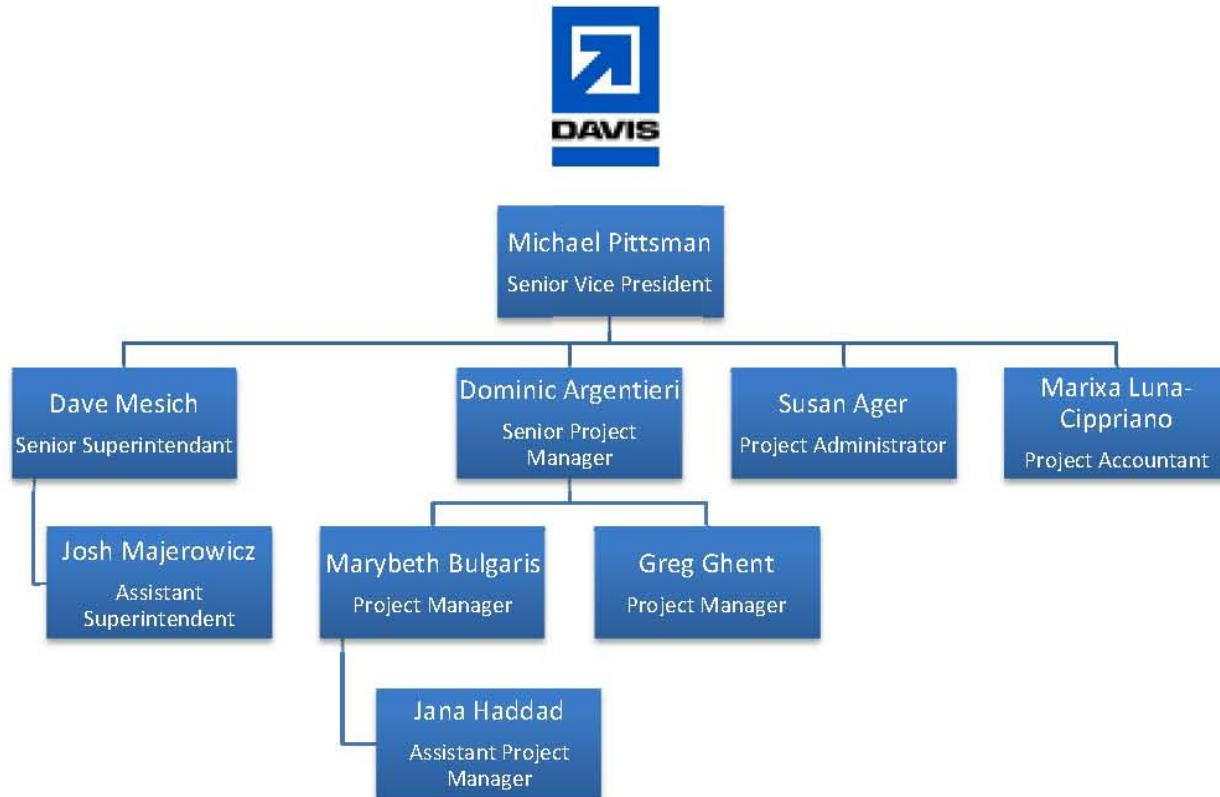 DAVIS
Michael Pittsman
Senior Vice President
Dave Mesich
Senior Superintendant
Dominic Argentieri
Senior Project
Manager
Susan Ager
Project Administrator
Marixa Luna-
Cippriano
Project Accountant
Josh Majerowicz
Assistant
Superintendent
Marybeth Bulgaris
Project Manager
Greg Ghent
Project Manager
Jana Haddad
Assistant Project
Manager